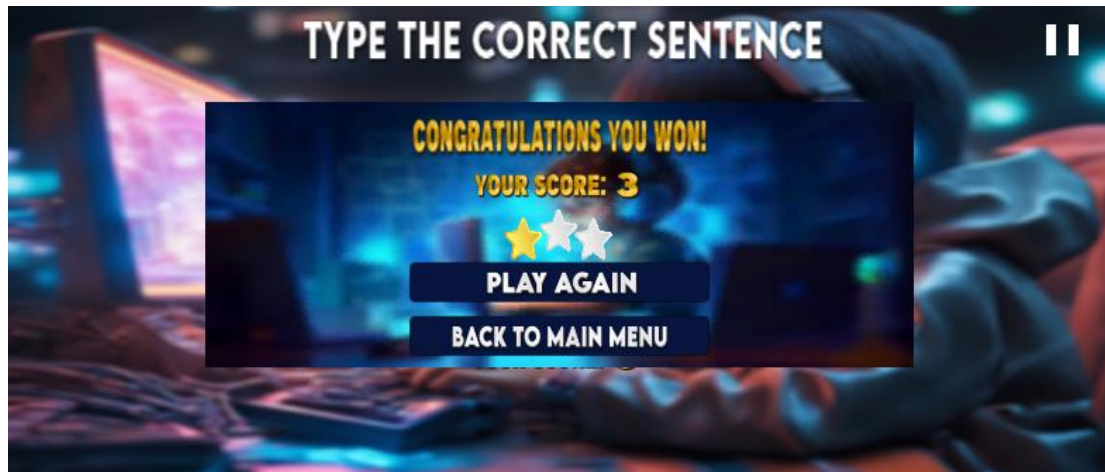 TYPE THE CORRECT SENTENCE
CONGRATULATIONS YOU WON!
YOUR SCORE: 3
PLAY AGAIN
BACK TO MAIN MENU